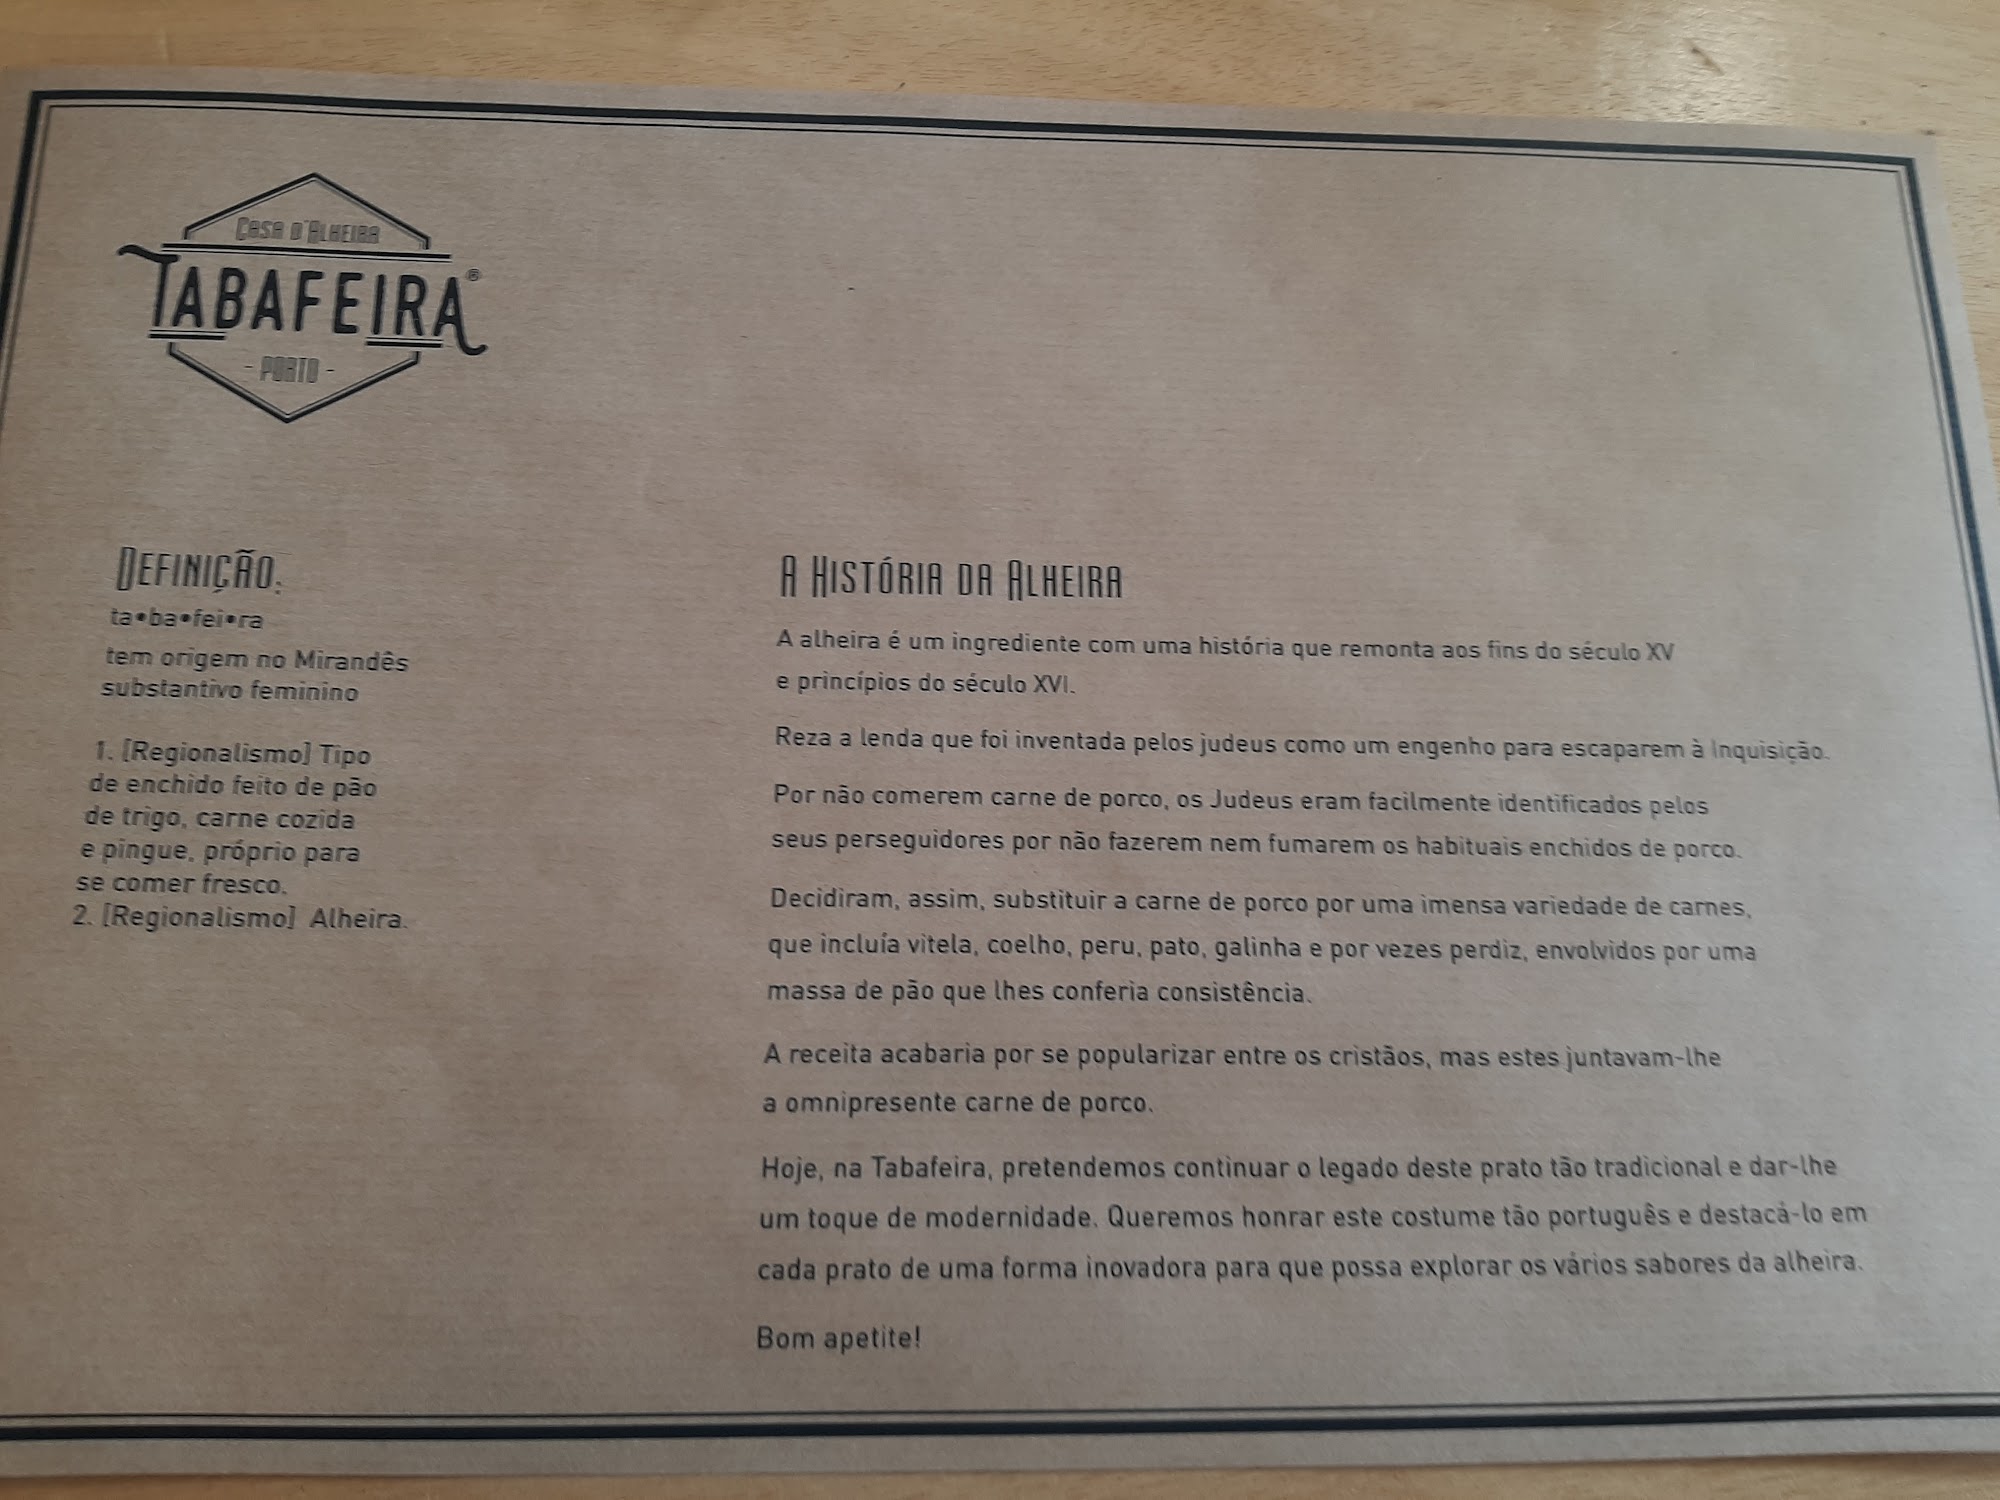 CASA D'ALHEIRA
TABAFEIRA®
- PORTO -
DEFINIÇÃO:
ta•ba•fei•ra
tem origem no Mirandês
substantivo feminino
1. [Regionalismo] Tipo
de enchido feito de pão
de trigo, carne cozida
e pingue, próprio para
se comer fresco.
2. [Regionalismo] Alheira.
A HISTÓRIA DA ALHEIRA
A alheira é um ingrediente com uma história que remonta aos fins do século XV
e princípios do século XVI.
Reza a lenda que foi inventada pelos judeus como um engenho para escaparem à Inquisição.
Por não comerem carne de porco, os Judeus eram facilmente identificados pelos
seus perseguidores por não fazerem nem fumarem os habituais enchidos de porco.
Decidiram, assim, substituir a carne de porco por uma imensa variedade de carnes,
que incluía vitela, coelho, peru, pato, galinha e por vezes perdiz, envolvidos por uma
massa de pão que lhes conferia consistência.
A receita acabaria por se popularizar entre os cristãos, mas estes juntavam-lhe
a omnipresente carne de porco.
Hoje, na Tabafeira, pretendemos continuar o legado deste prato tão tradicional e dar-lhe
um toque de modernidade. Queremos honrar este costume tão português e destacá-lo em
cada prato de uma forma inovadora para que possa explorar os vários sabores da alheira.
Bom apetite!